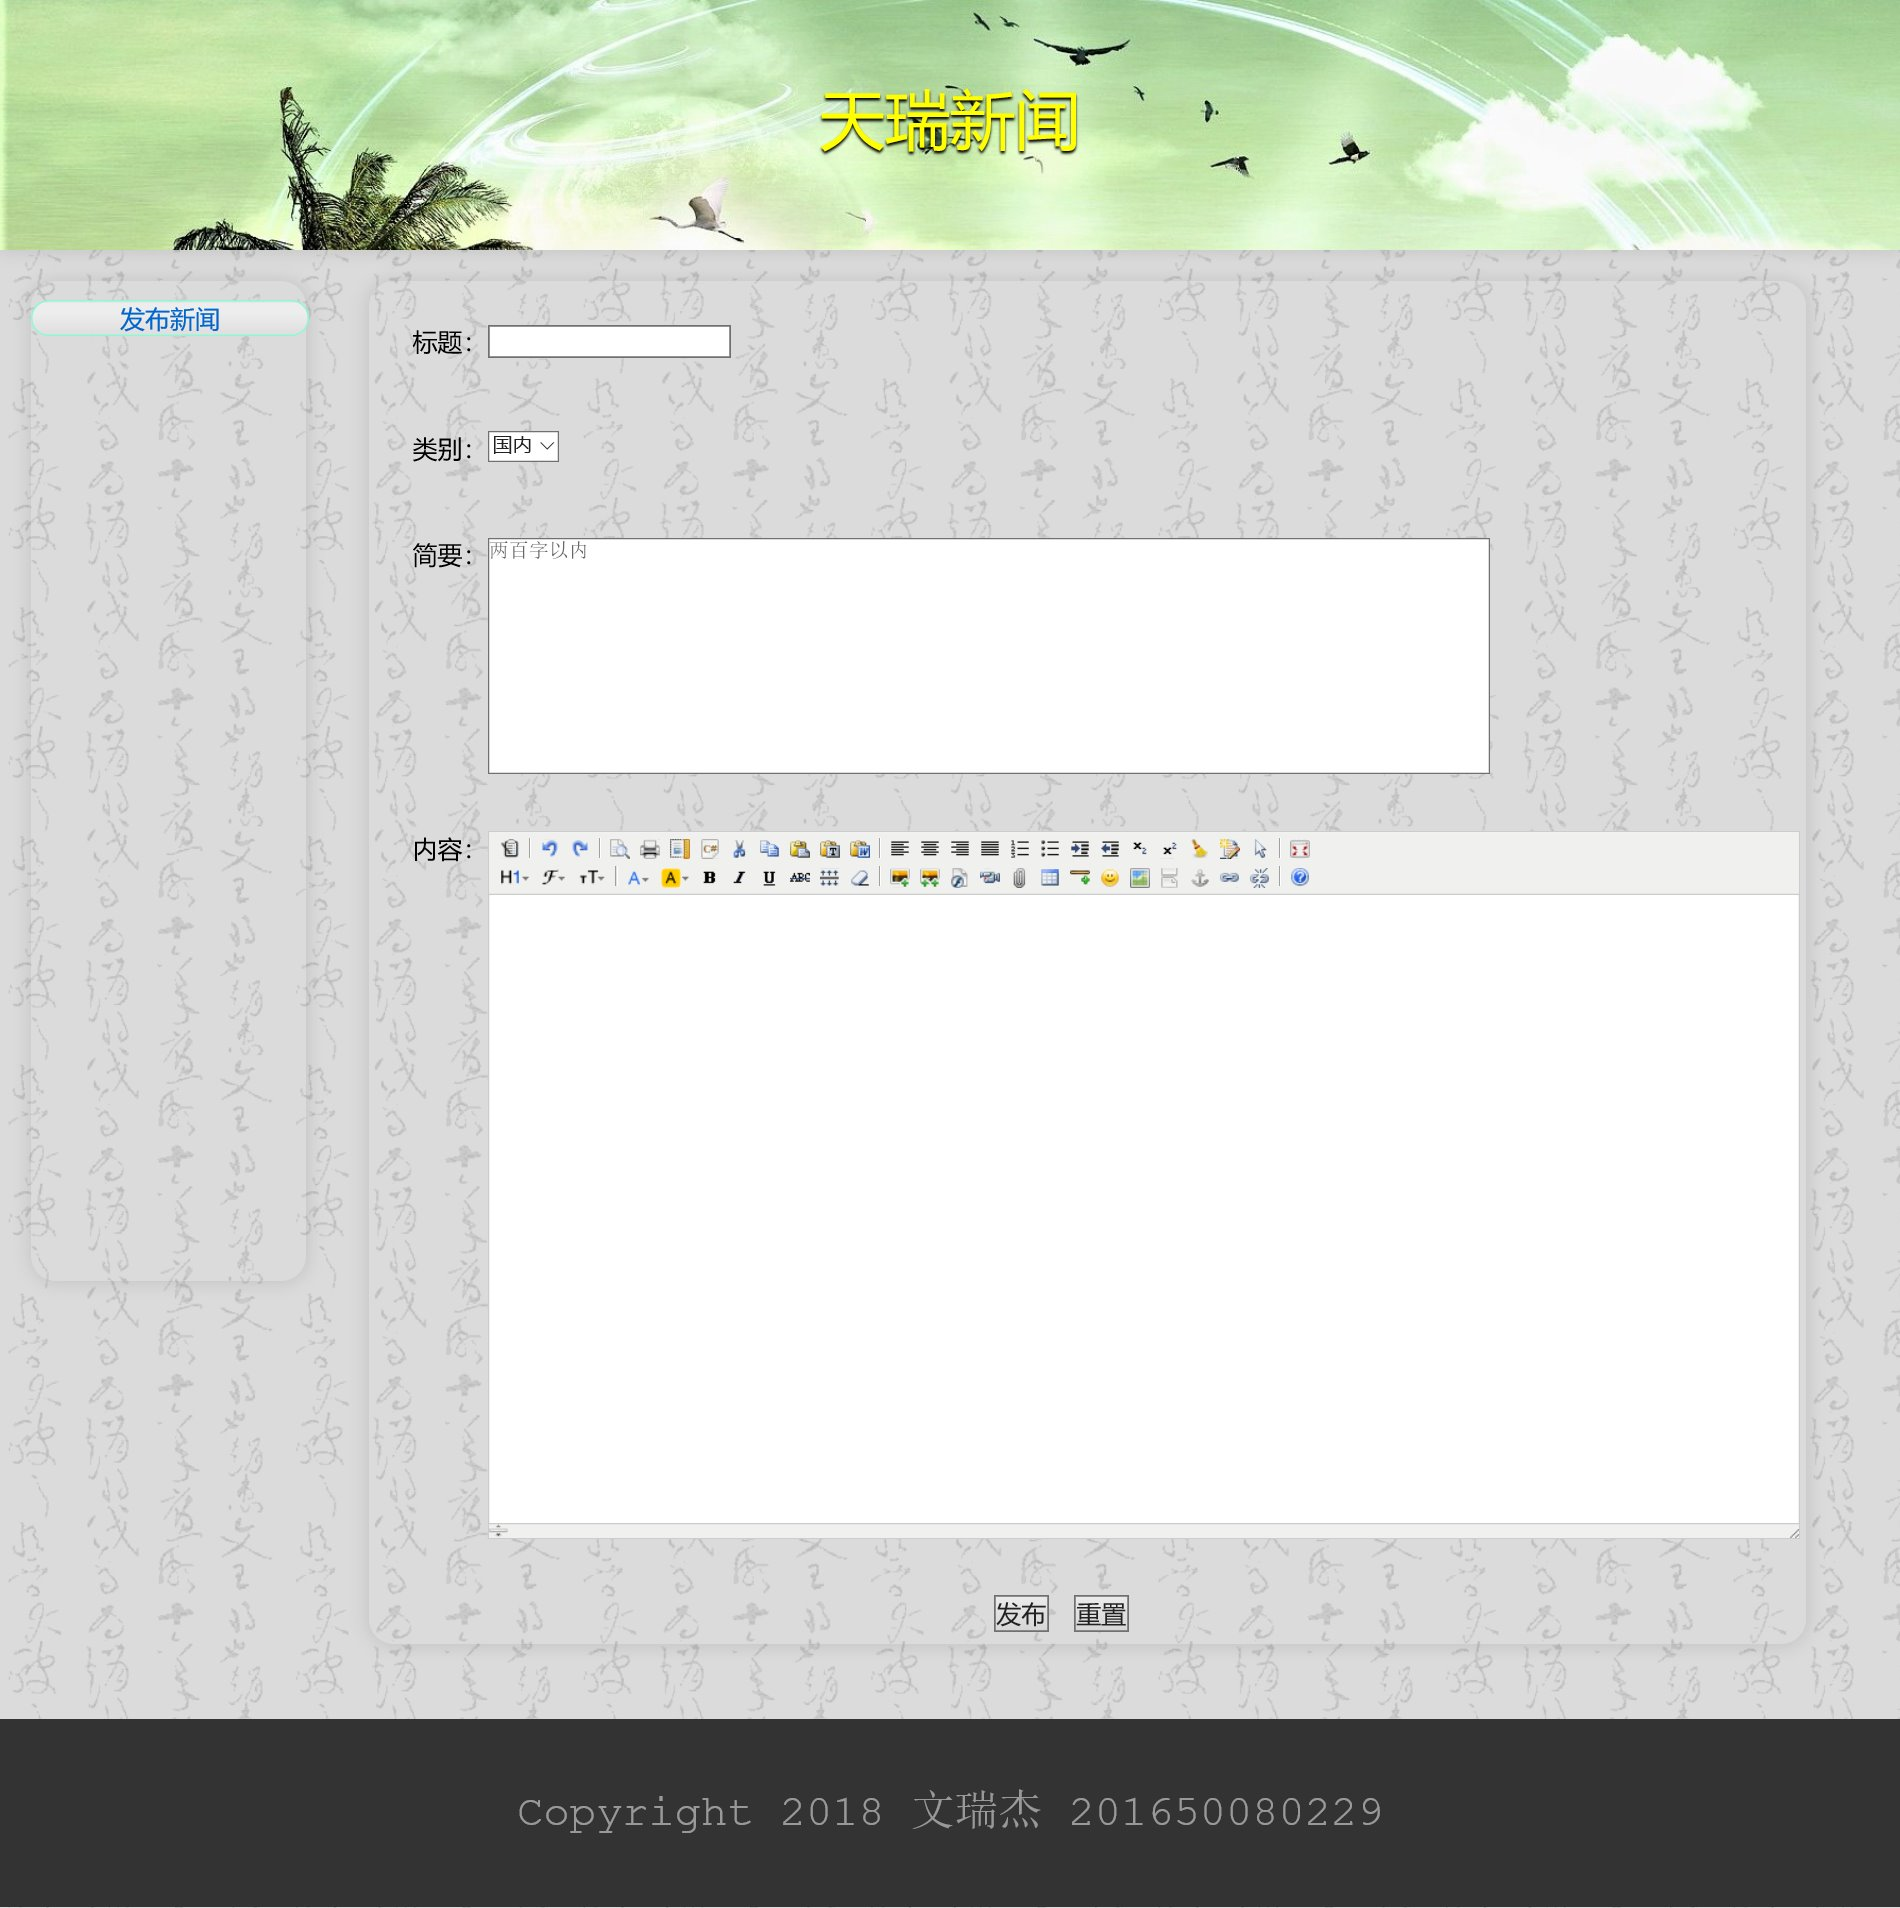 天瑞新闻
发布新闻
标题：
类别： 国内
简要： 两百字以内
内容：
发布 重置
Copyright 2018 文瑞杰 201650080229